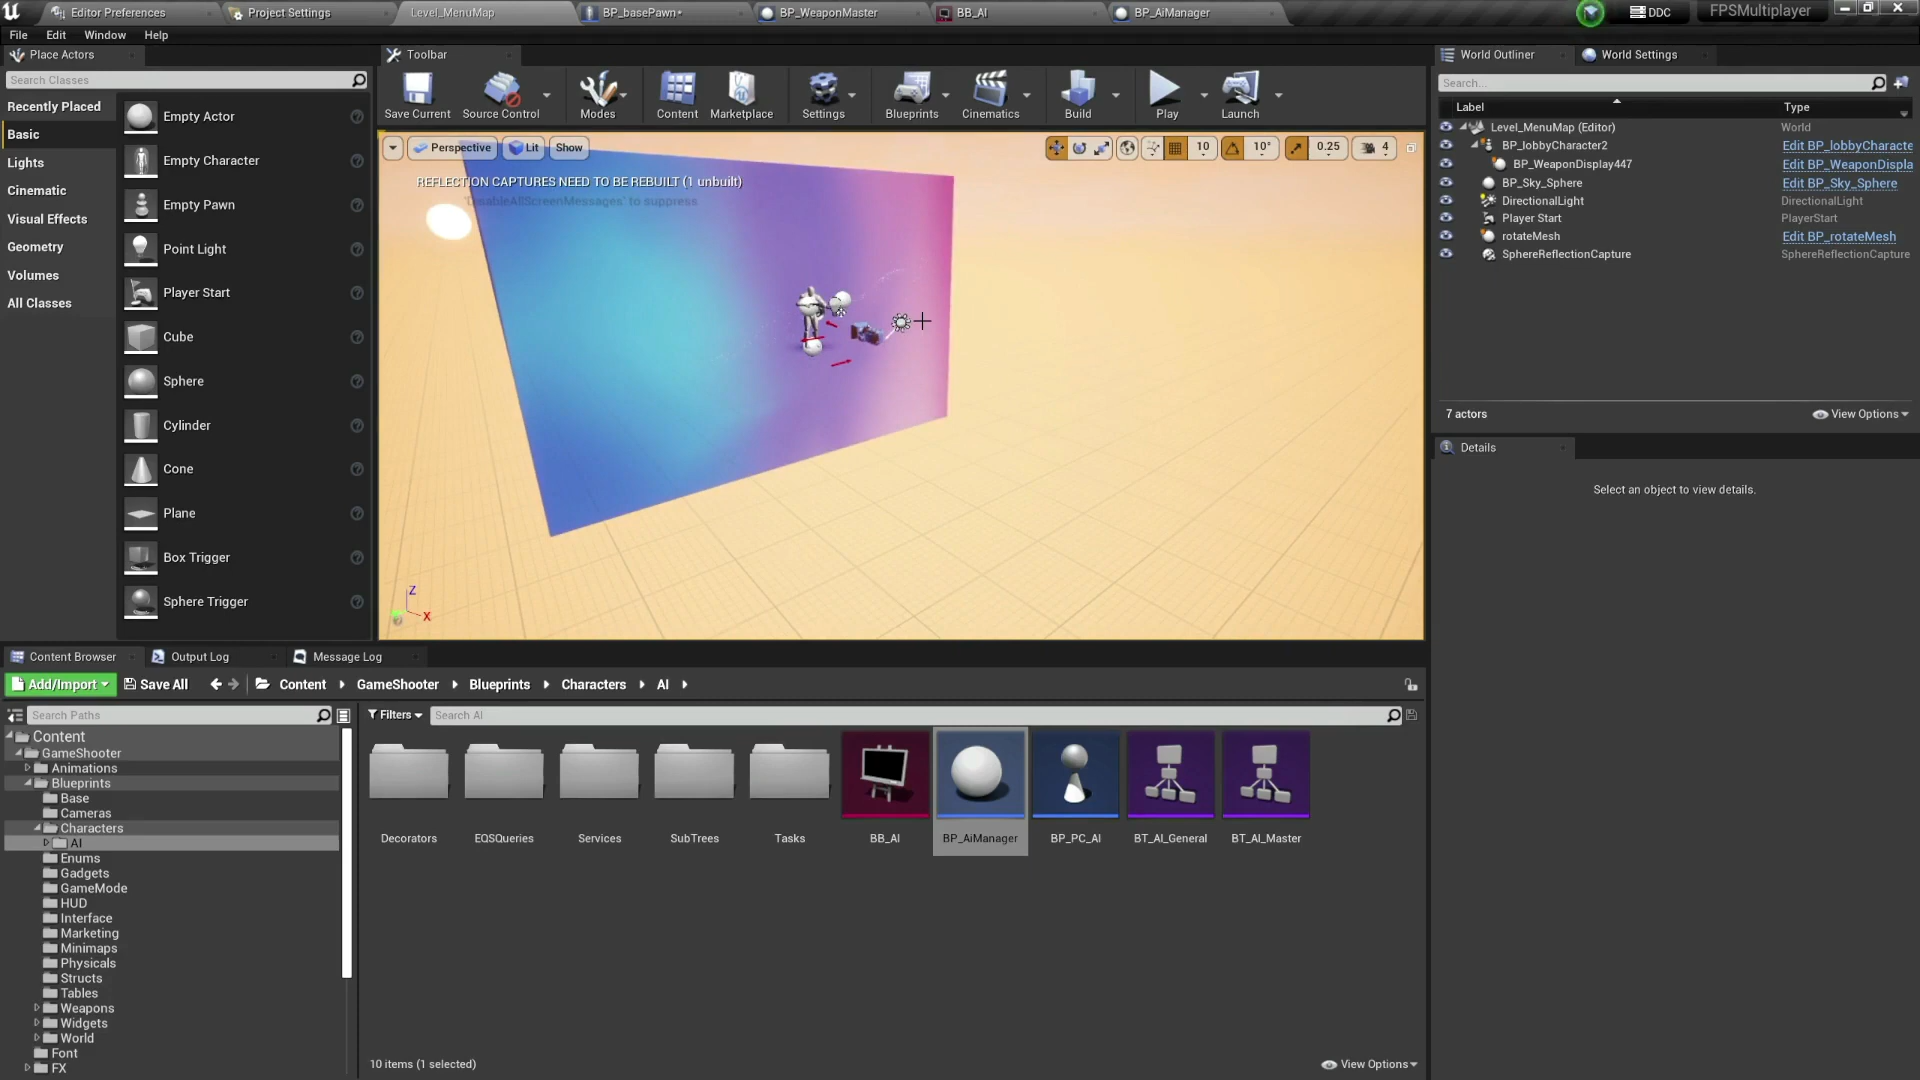 Editor Preferences
Project Settings
Level_MenuMap
BP_basePawn•
BP_WeaponMaster
BB_AI
BP_AiManager
DDC
FPSMultiplayer
File
Edit
Window
Help
Place Actors
Search Classes
Recently Placed
Basic
Lights
Cinematic
Visual Effects
Geometry
Volumes
All Classes
Empty Actor
Empty Character
Empty Pawn
Point Light
Player Start
Cube
Sphere
Cylinder
Cone
Plane
Box Trigger
Sphere Trigger
Toolbar
Save Current
Source Control
Modes
Content
Marketplace
Settings
Blueprints
Cinematics
Build
Play
Launch
Perspective
Lit
Show
10
10°
0.25
4
REFLECTION CAPTURES NEED TO BE REBUILT (1 unbuilt)
'DisableAllScreenMessages' to suppress
Z
X
World Outliner
World Settings
Search...
Label
Type
Level_MenuMap (Editor)
World
BP_lobbyCharacter2
Edit BP_lobbyCharacte
BP_WeaponDisplay447
Edit BP_WeaponDispla
BP_Sky_Sphere
Edit BP_Sky_Sphere
DirectionalLight
DirectionalLight
Player Start
PlayerStart
rotateMesh
Edit BP_rotateMesh
SphereReflectionCapture
SphereReflectionCapture
7 actors
View Options
Details
Select an object to view details.
Content Browser
Output Log
Message Log
Add/Import
Save All
Content
GameShooter
Blueprints
Characters
AI
Search Paths
Filters
Search AI
Content
GameShooter
Animations
Blueprints
Base
Cameras
Characters
AI
Enums
Gadgets
GameMode
HUD
Interface
Marketing
Minimaps
Physicals
Structs
Tables
Weapons
Widgets
World
Font
FX
Decorators
EQSQueries
Services
SubTrees
Tasks
BB_AI
BP_AiManager
BP_PC_AI
BT_AI_General
BT_AI_Master
10 items (1 selected)
View Options